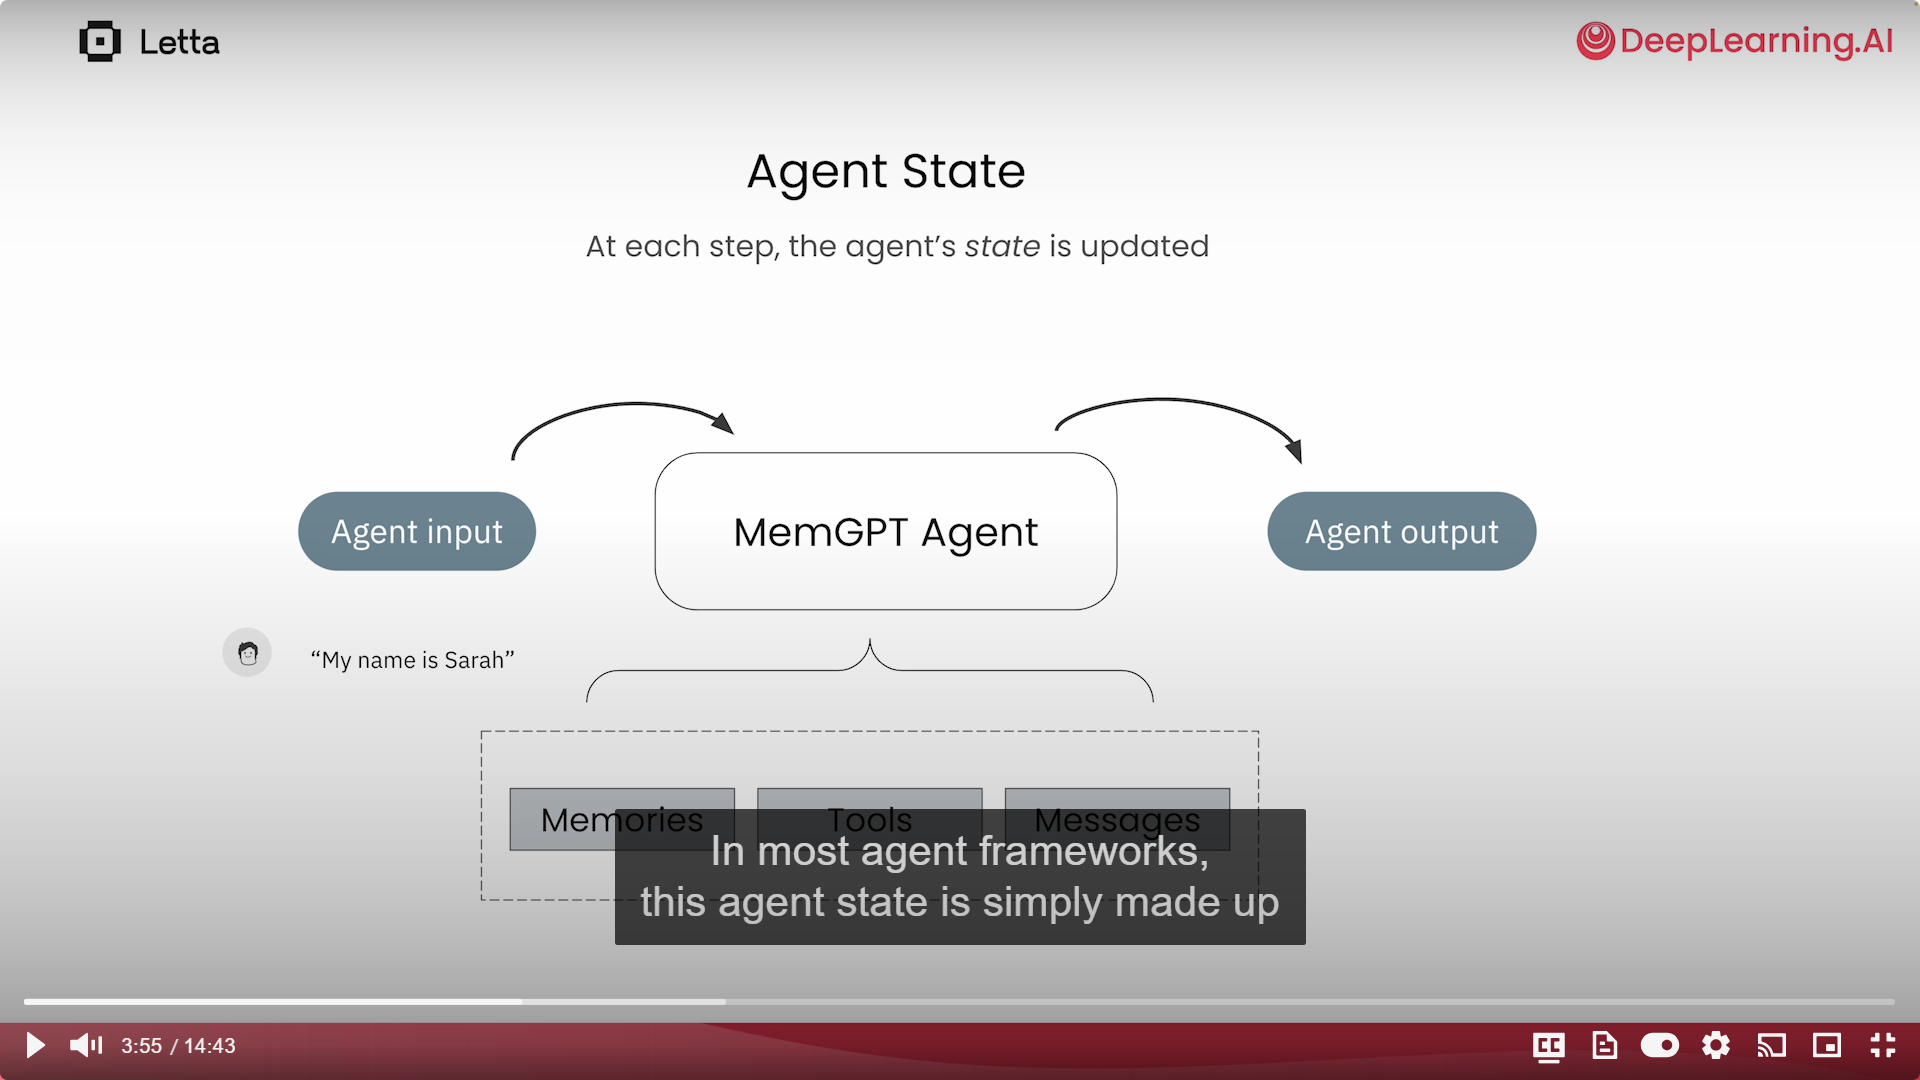 Letta
DeepLearning.AI
Agent State
At each step, the agent’s state is updated
Agent input
MemGPT Agent
Agent output
“My name is Sarah”
Memories
Tools
Messages
In most agent frameworks,
this agent state is simply made up
3:55 / 14:43
CC